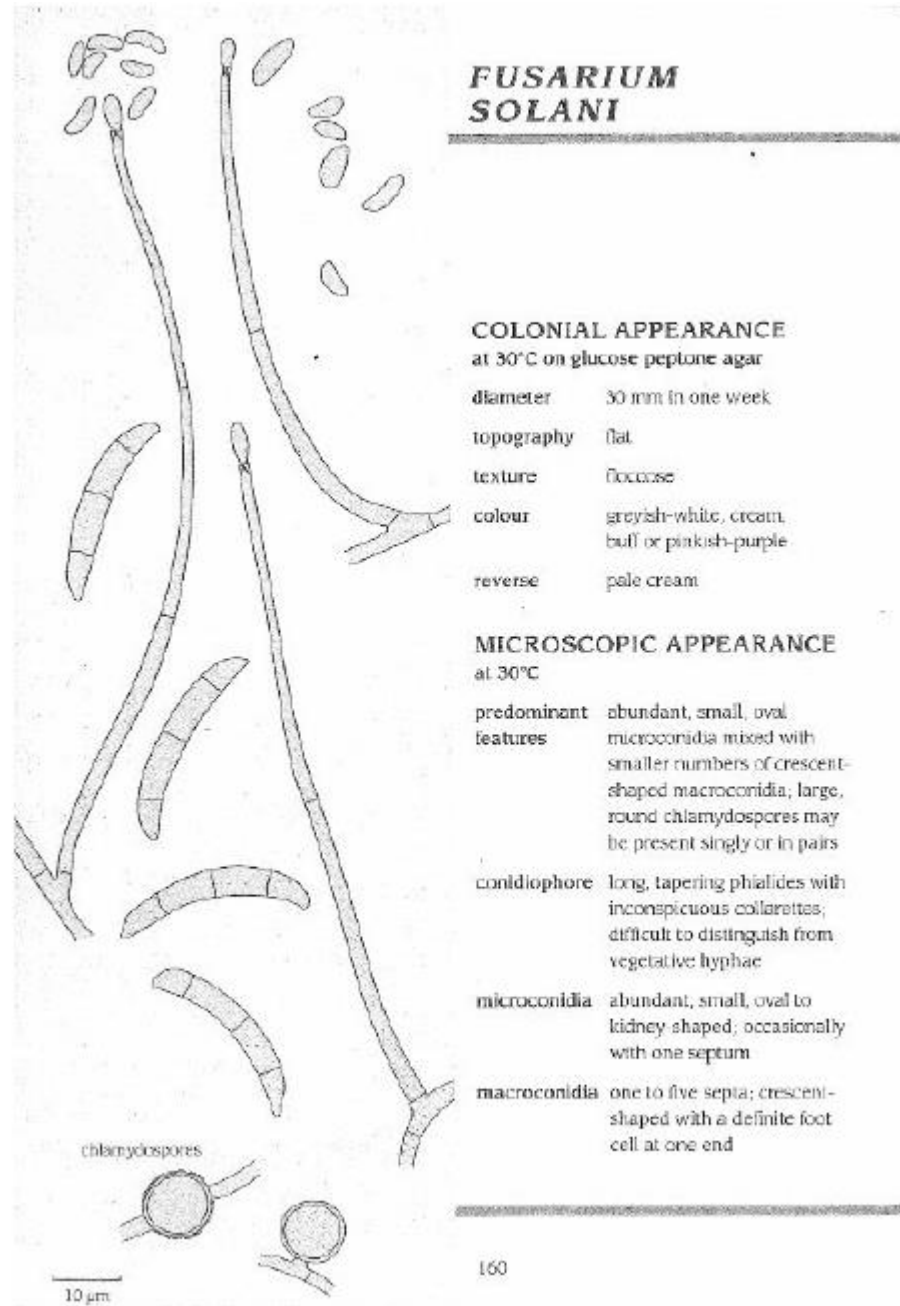 FUSARIUM
SOLANI
COLONIAL APPEARANCE
at 30°C on glucose peptone agar
diameter 30 mm in one week
topography flat
texture floccose
colour greyish-white, cream,
buff or pinkish-purple
reverse pale cream
MICROSCOPIC APPEARANCE
at 30°C
predominant abundant, small, oval
features microconidia mixed with
smaller numbers of crescent-
shaped macroconidia; large,
round chlamydospores may
be present singly or in pairs
conidiophore long, tapering phialides with
inconspicuous collarettes;
difficult to distinguish from
vegetative hyphae
microconidia abundant, small, oval to
kidney-shaped; occasionally
with one septum
macroconidia one to five septa; crescent-
shaped with a definite foot
cell at one end
chlamydospores
10 µm
160